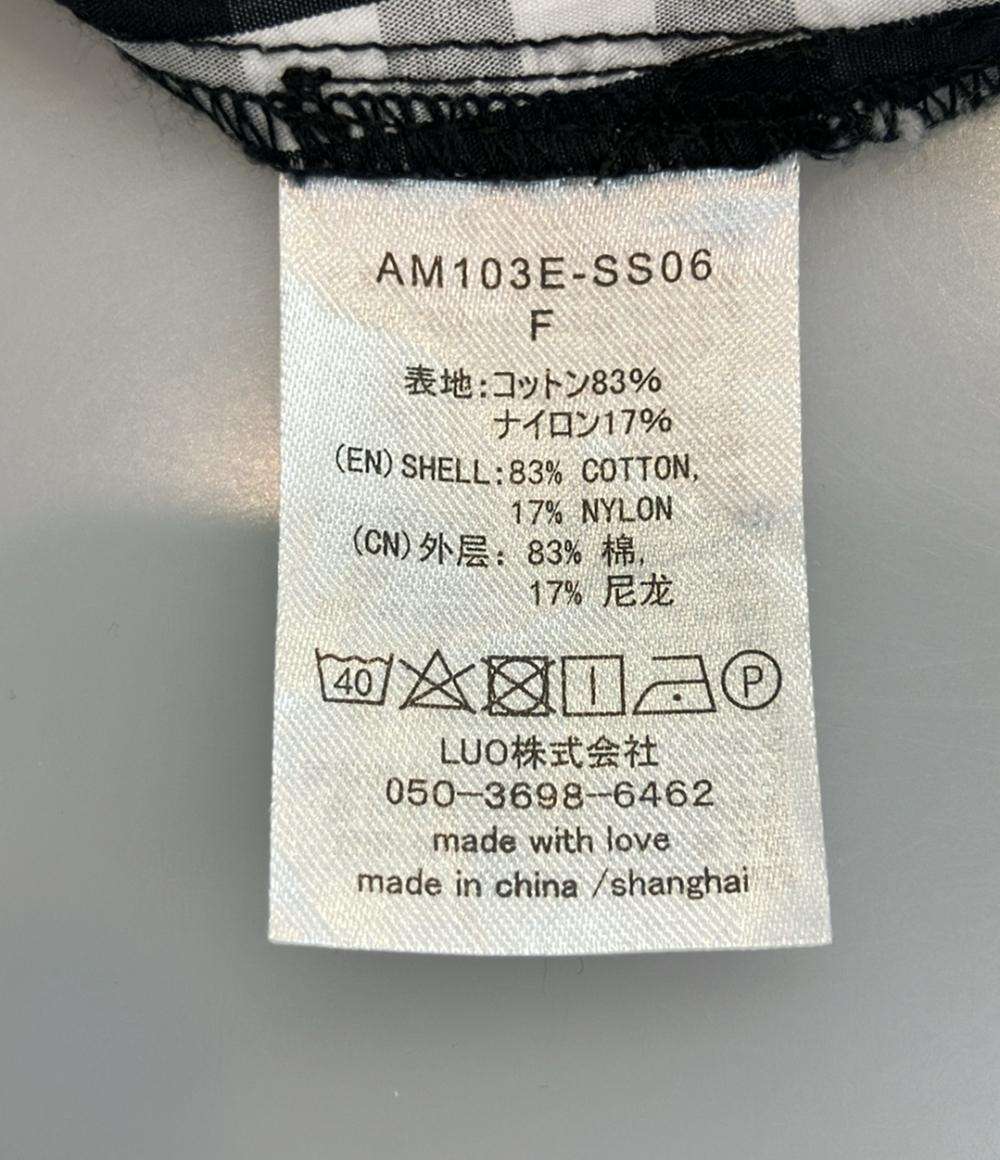 AM103E-SS06
F
表地:コットン83%
ナイロン17%
(EN)SHELL:83% COTTON,
17% NYLON
(CN)外层: 83% 棉,
17% 尼龙
40 P
LUO株式会社
050-3698-6462
made with love
made in china /shanghai